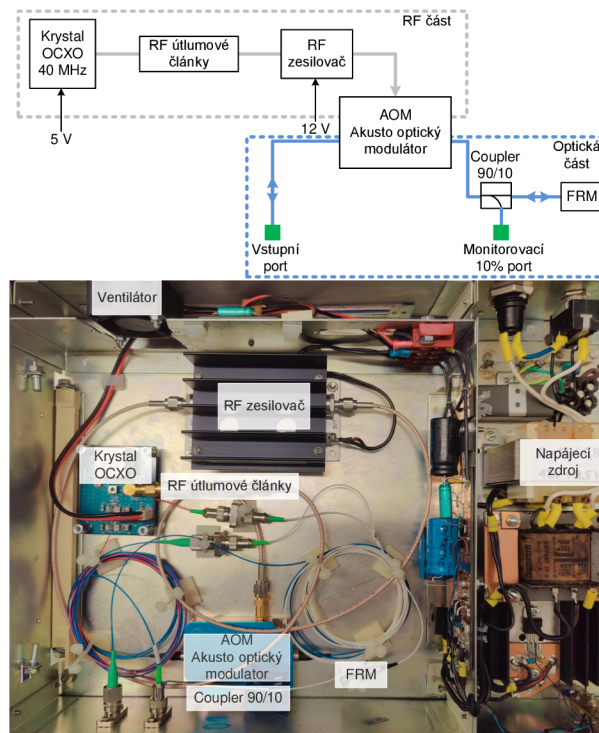 RF část
Krystal
OCXO
40 MHz
RF útlumové
články
RF
zesilovač
5 V
12 V
AOM
Akusto optický
modulátor
Coupler
90/10
Optická
část
FRM
Vstupní
port
Monitorovací
10% port
Ventilátor
RF zesilovač
Krystal
OCXO
RF útlumové články
Napájecí
zdroj
AOM
Akusto optický
modulator
FRM
Coupler 90/10